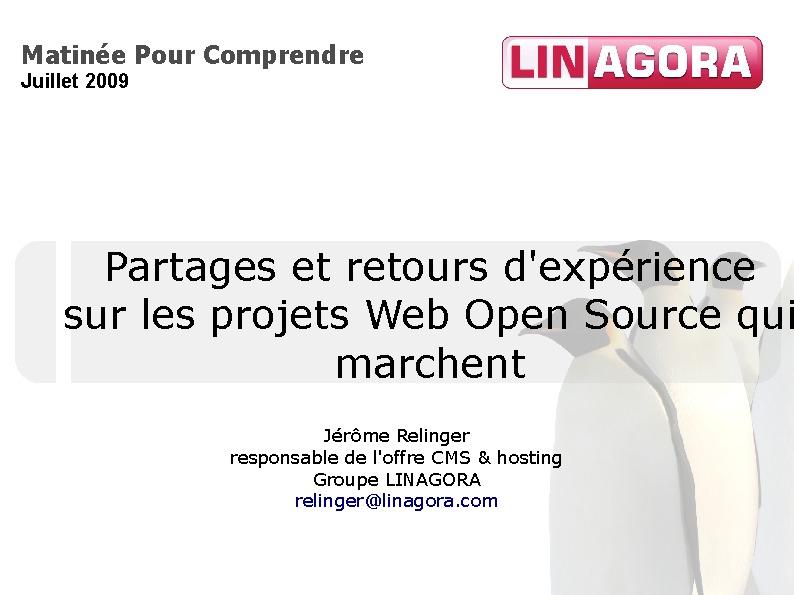 Matinée Pour Comprendre
Juillet 2009
LINAGORA
Partages et retours d'expérience
sur les projets Web Open Source qui
marchent
Jérôme Relinger
responsable de l'offre CMS & hosting
Groupe LINAGORA
relinger@linagora.com